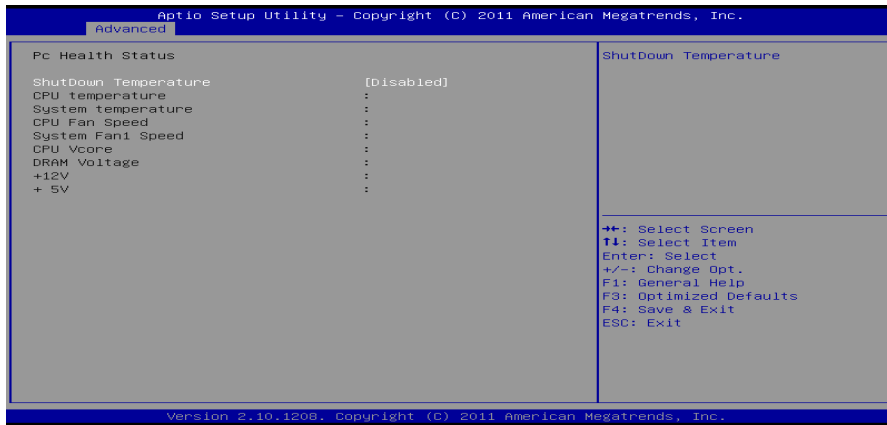 Aptio Setup Utility – Copyright (C) 2011 American Megatrends, Inc.
Advanced
Pc Health Status
ShutDown Temperature [Disabled]
CPU temperature :
System temperature :
CPU Fan Speed :
System Fan1 Speed :
CPU Vcore :
DRAM Voltage :
+12V :
+ 5V :
ShutDown Temperature
→←: Select Screen
↑↓: Select Item
Enter: Select
+/-: Change Opt.
F1: General Help
F3: Optimized Defaults
F4: Save & Exit
ESC: Exit
Version 2.10.1208. Copyright (C) 2011 American Megatrends, Inc.